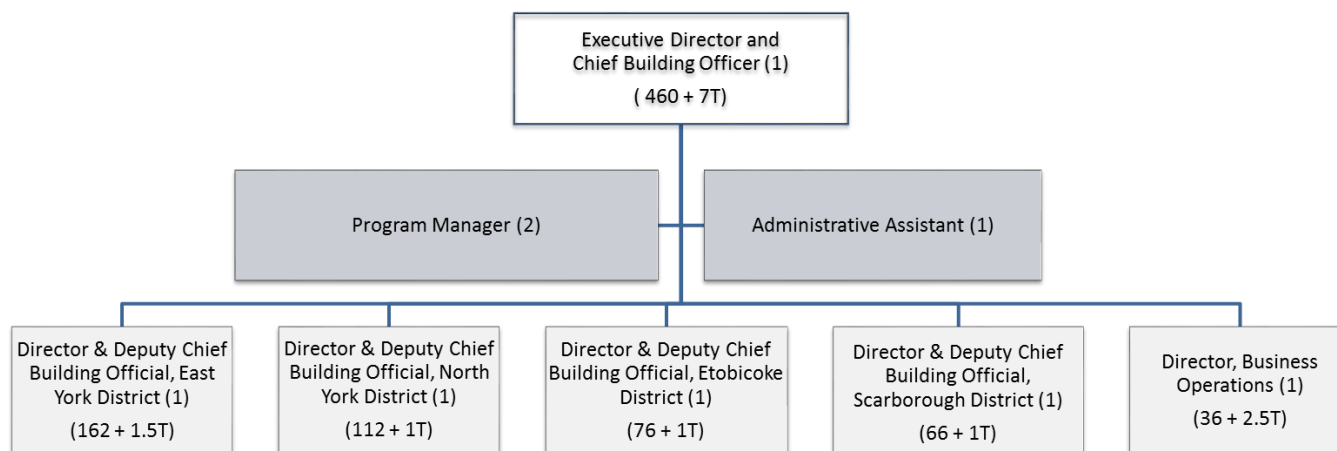 Executive Director and
Chief Building Officer (1)
( 460 + 7T)
Program Manager (2)
Administrative Assistant (1)
Director & Deputy Chief
Building Official, East
York District (1)
(162 + 1.5T)
Director & Deputy Chief
Building Official, North
York District (1)
(112 + 1T)
Director & Deputy Chief
Building Official, Etobicoke
District (1)
(76 + 1T)
Director & Deputy Chief
Building Official,
Scarborough District (1)
(66 + 1T)
Director, Business
Operations (1)
(36 + 2.5T)